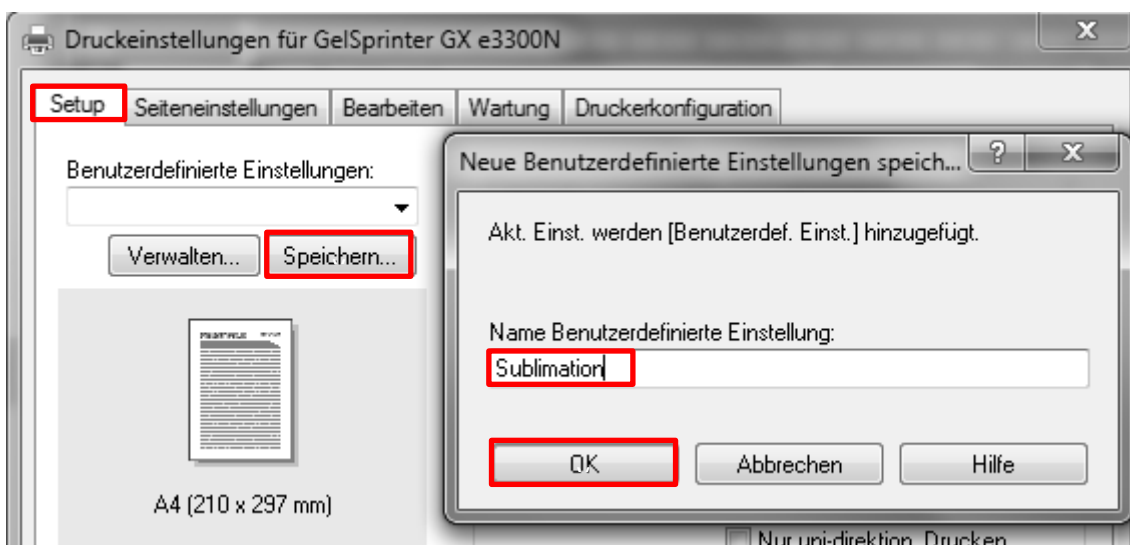 Druckeinstellungen für GelSprinter GX e3300N
x
Setup Seiteneinstellungen Bearbeiten Wartung Druckerkonfiguration
Benutzerdefinierte Einstellungen:
Verwalten... Speichern...
A4 (210 x 297 mm)
Neue Benutzerdefinierte Einstellungen speich... ? x
Akt. Einst. werden [Benutzerdef. Einst.] hinzugefügt.
Name Benutzerdefinierte Einstellung:
Sublimation
OK Abbrechen Hilfe
Nur uni-direktion. Drucken